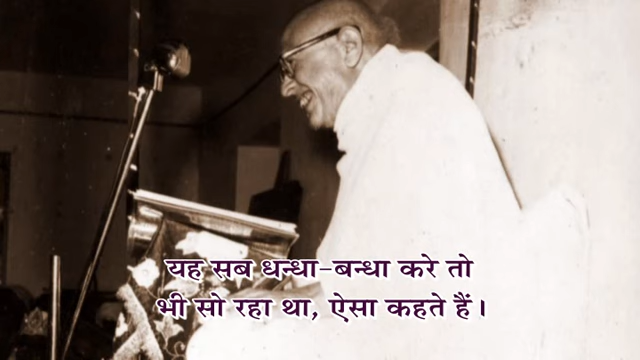 यह सब धन्धा-बन्धा करे तो
भी सो रहा था, ऐसा कहते हैं।